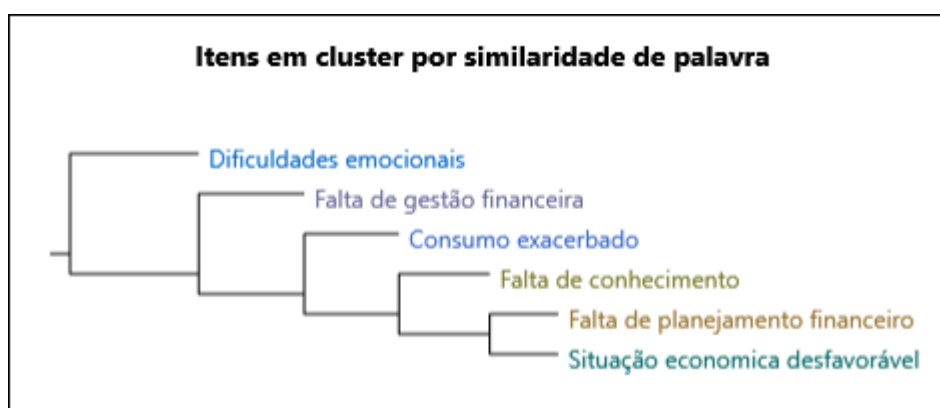 Itens em cluster por similaridade de palavra
Dificuldades emocionais
Falta de gestão financeira
Consumo exacerbado
Falta de conhecimento
Falta de planejamento financeiro
Situação economica desfavorável